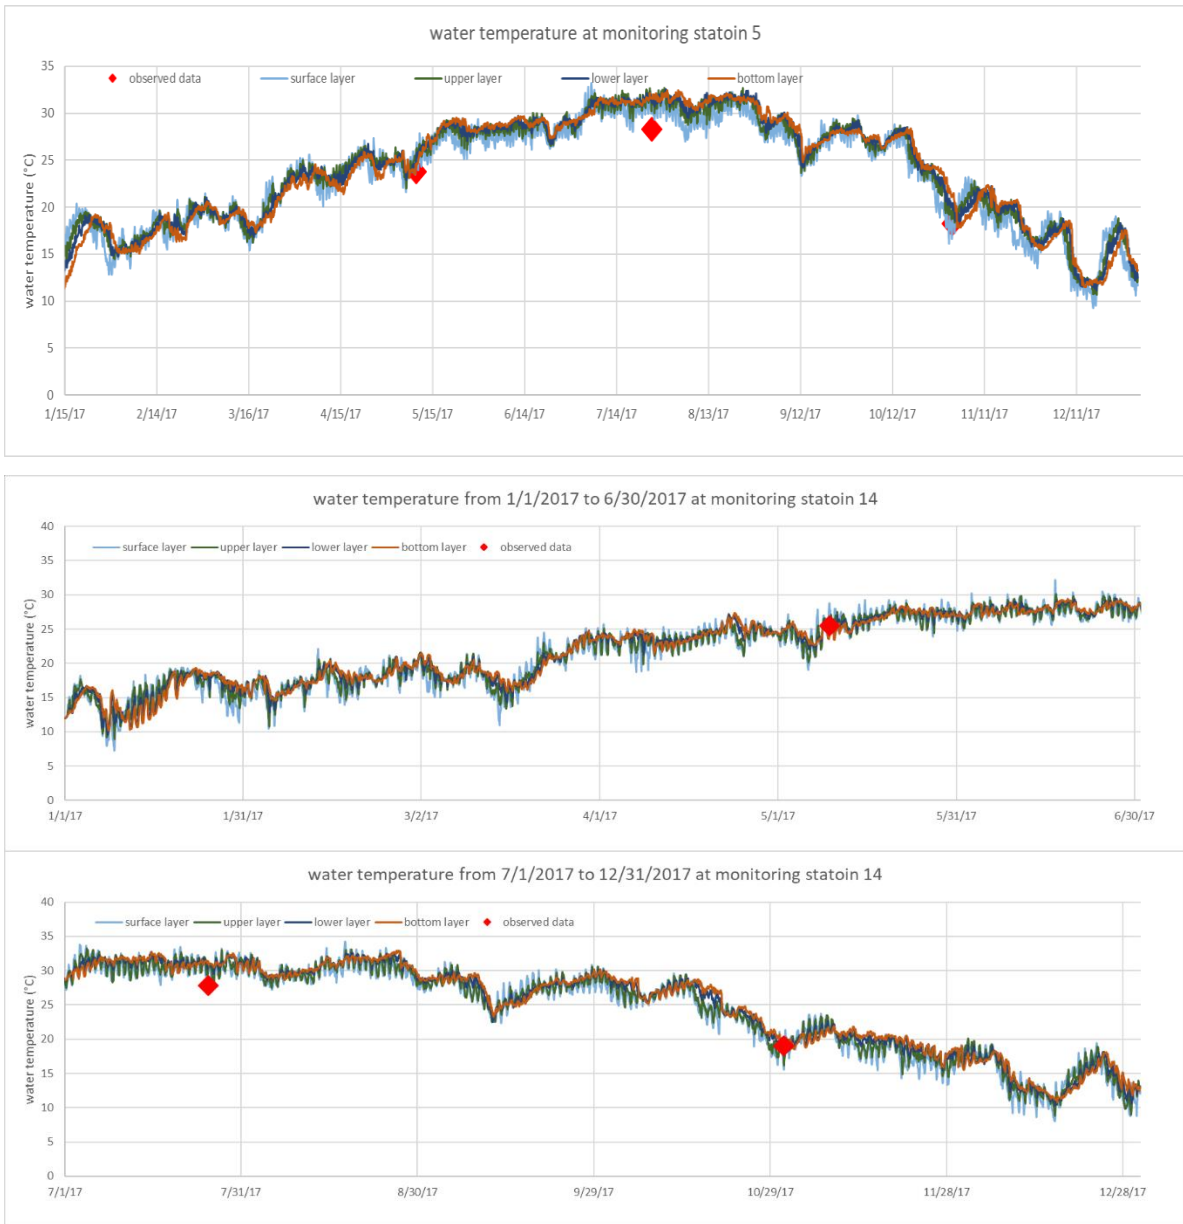 water temperature at monitoring statoin 5
35
observed data surface layer upper layer lower layer bottom layer
30
25
20
15
10
5
0
water temperature (°C)
1/15/17 2/14/17 3/16/17 4/15/17 5/15/17 6/14/17 7/14/17 8/13/17 9/12/17 10/12/17 11/11/17 12/11/17
water temperature from 1/1/2017 to 6/30/2017 at monitoring statoin 14
40
surface layer upper layer lower layer bottom layer observed data
35
30
25
20
15
10
5
0
water temperature (°C)
1/1/17 1/31/17 3/2/17 4/1/17 5/1/17 5/31/17 6/30/17
water temperature from 7/1/2017 to 12/31/2017 at monitoring statoin 14
40
surface layer upper layer lower layer bottom layer observed data
35
30
25
20
15
10
5
0
water temperature (°C)
7/1/17 7/31/17 8/30/17 9/29/17 10/29/17 11/28/17 12/28/17